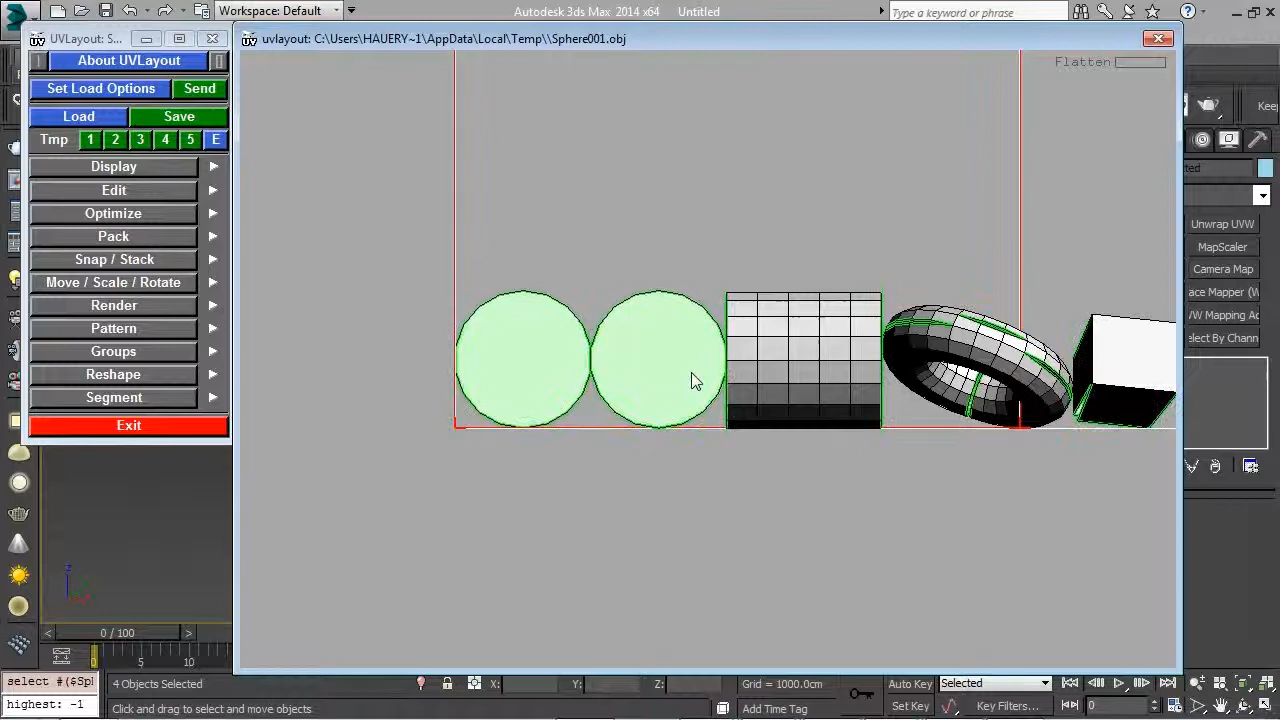 Workspace: Default
Autodesk 3ds Max 2014 x64 Untitled
Type a keyword or phrase
UVLayout: S...
uvlayout: C:\Users\HAUERY~1\AppData\Local\Temp\\Sphere001.obj
About UVLayout
Flatten
Set Load Options Send
Load Save
Tmp 1 2 3 4 5 E
Display
Edit
Optimize
Pack
Snap / Stack
Move / Scale / Rotate
Render
Pattern
Groups
Reshape
Segment
Exit
Unwrap UVW
MapScaler
Camera Map
ace Mapper (W
VW Mapping Ad
elect By Chann
z
0 / 100
5 10
select #($Sp
4 Objects Selected
X: Y: Z:
Grid = 1000.0cm
Auto Key
Selected
highest: -1
Click and drag to select and move objects
Add Time Tag
Set Key
Key Filters...
0